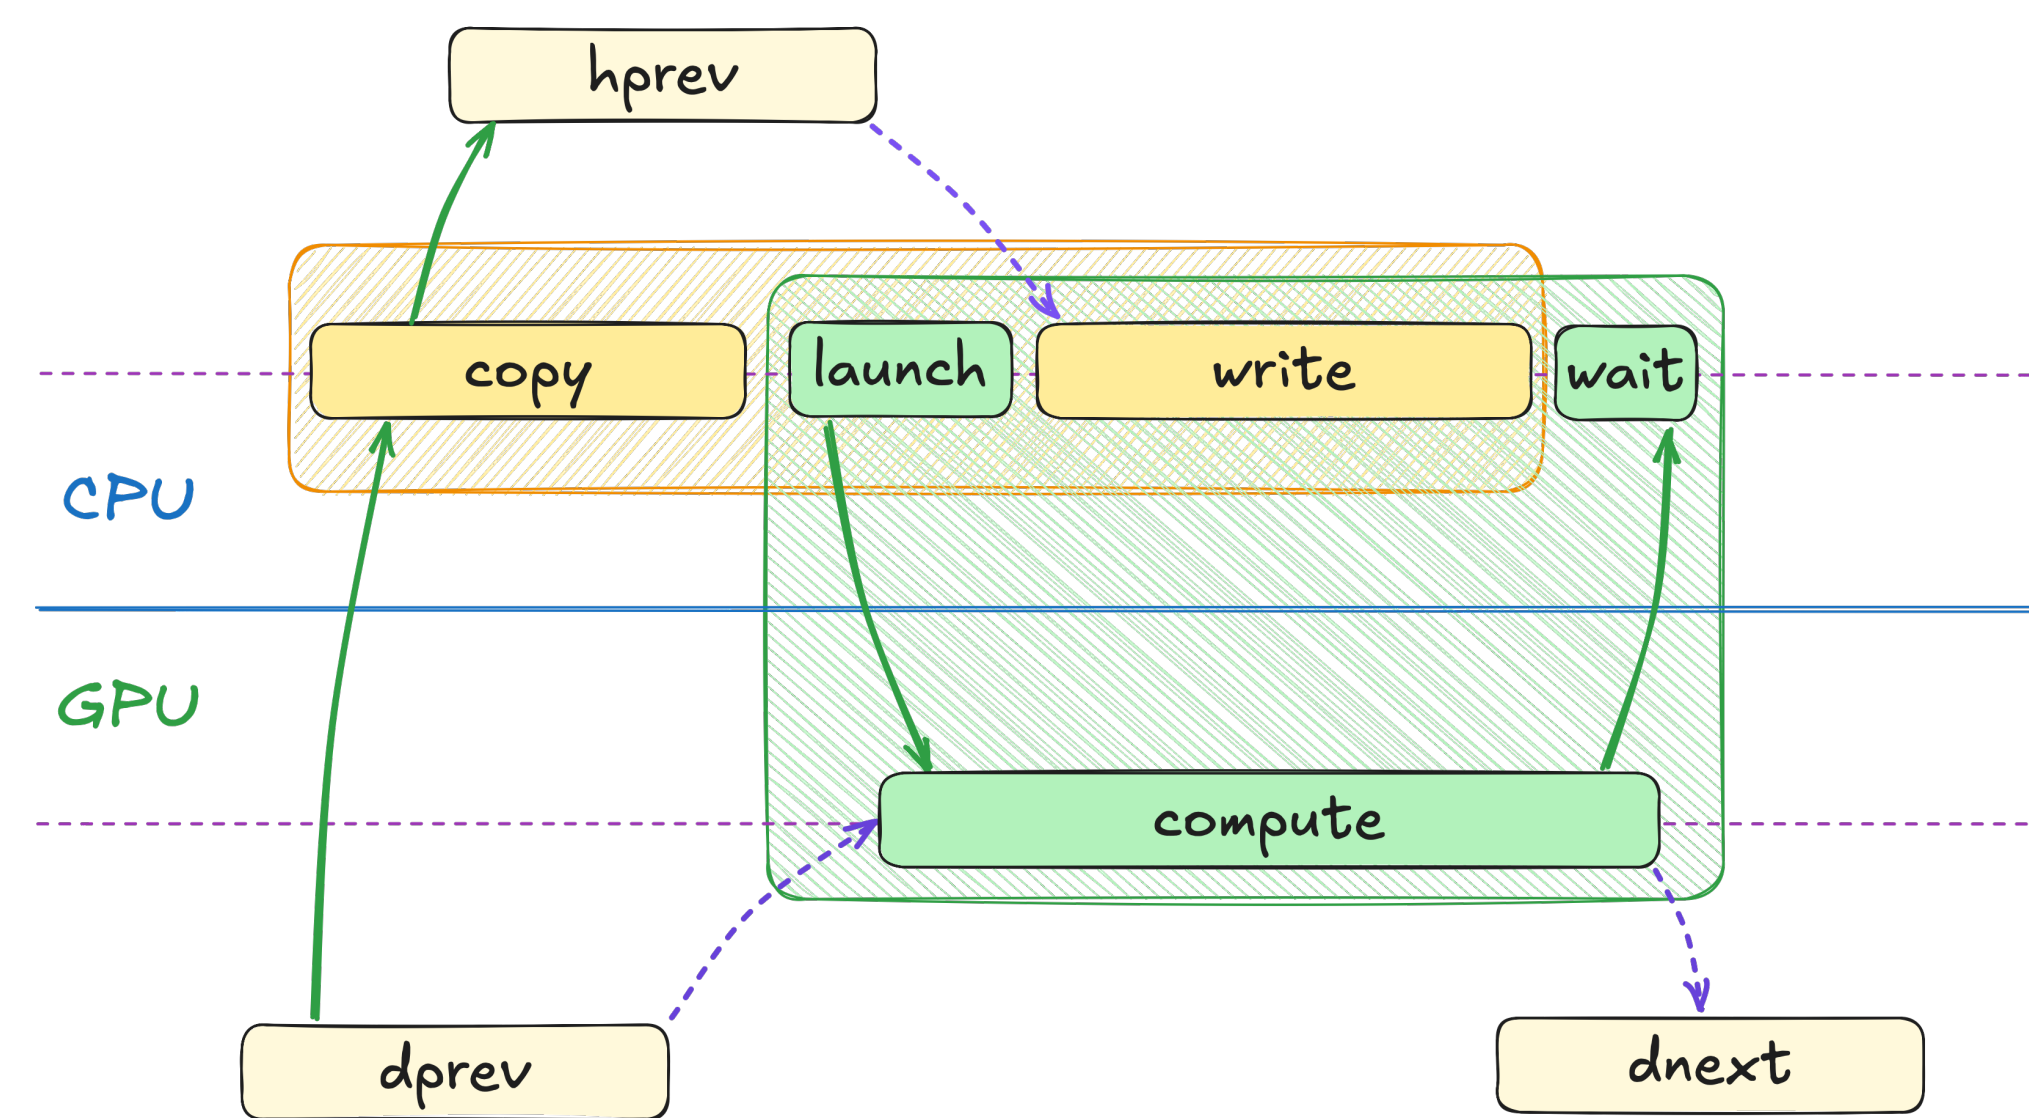 hprev
copy
launch
write
wait
CPU
GPU
compute
dprev
dnext